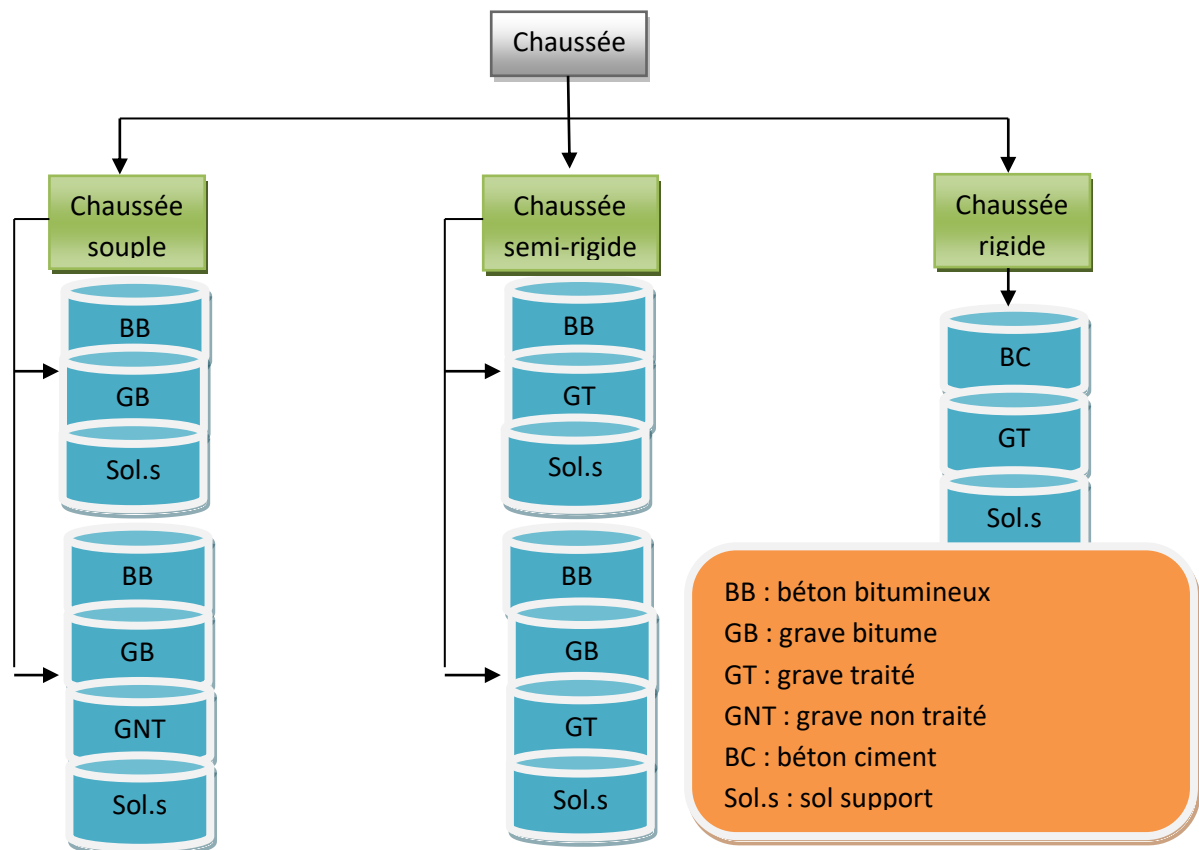 Chaussée
Chaussée
souple
BB
GB
Sol.s
BB
GB
GNT
Sol.s
Chaussée
semi-rigide
BB
GT
Sol.s
BB
GB
GT
Sol.s
Chaussée
rigide
BC
GT
Sol.s
BB : béton bitumineux
GB : grave bitume
GT : grave traité
GNT : grave non traité
BC : béton ciment
Sol.s : sol support